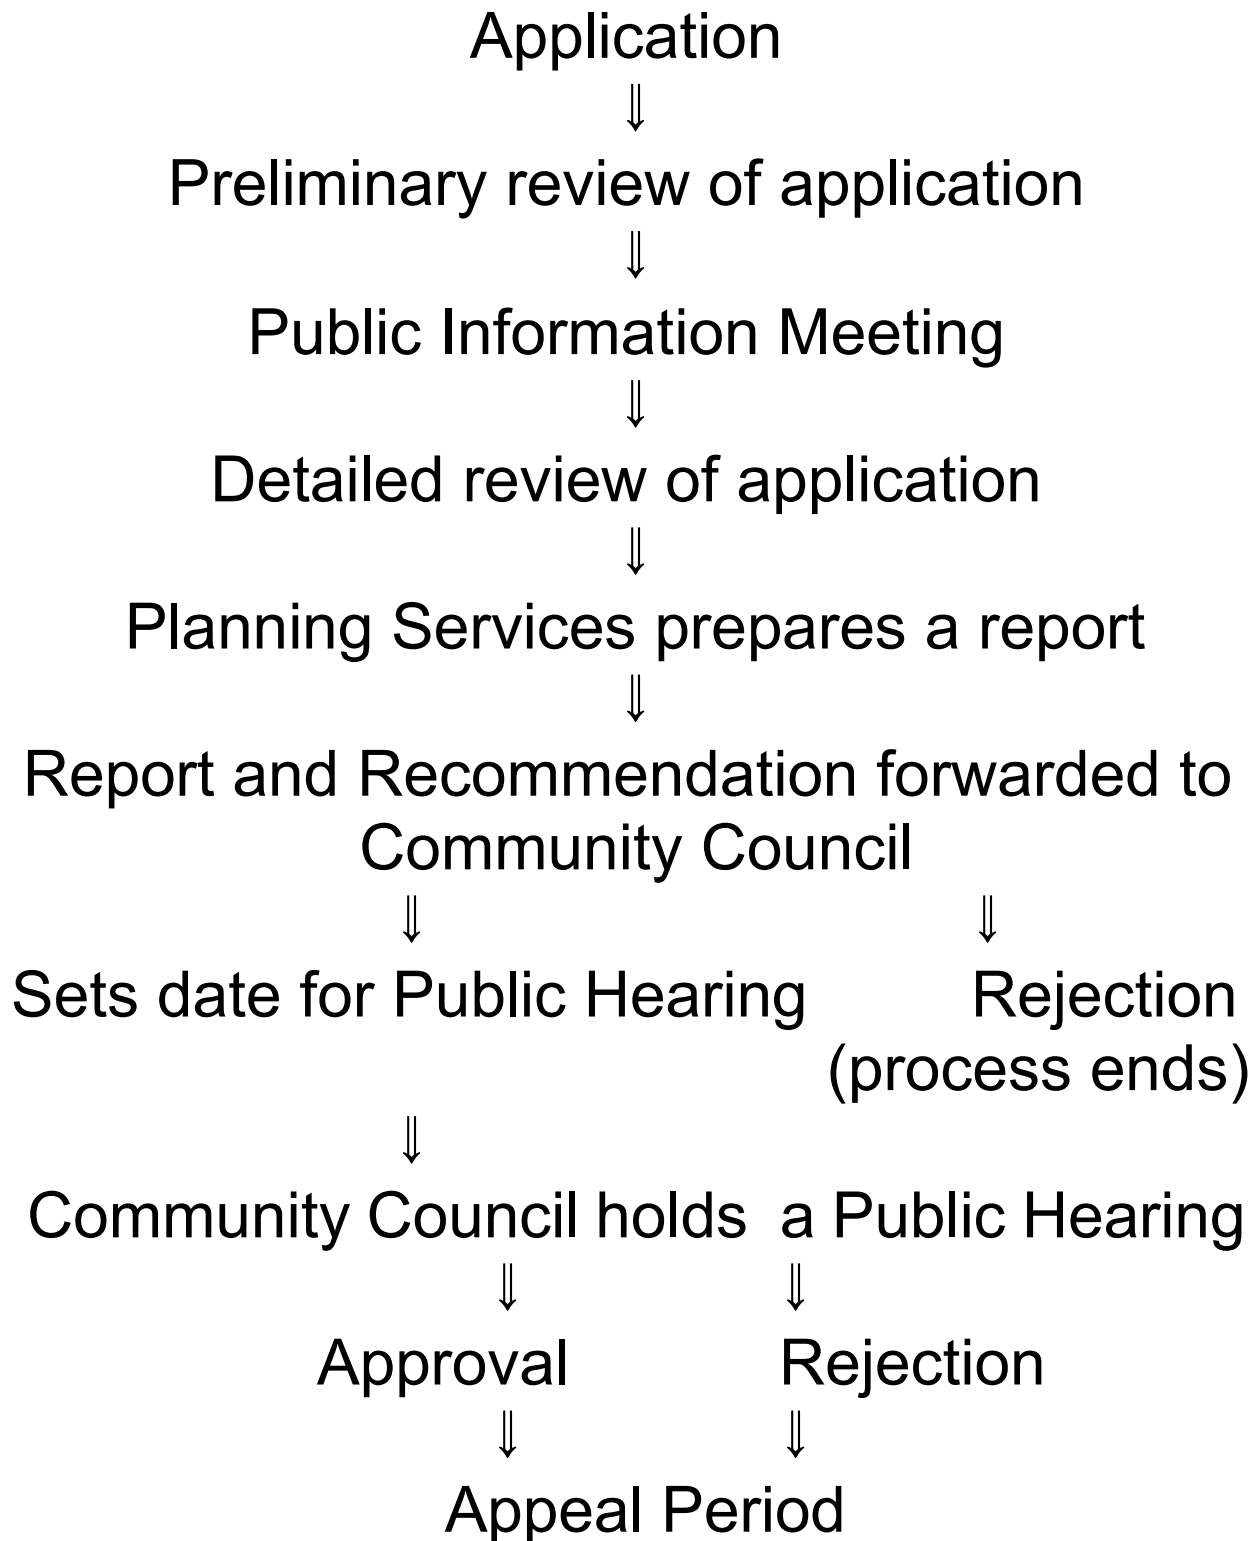 Application
⇓
Preliminary review of application
⇓
Public Information Meeting
⇓
Detailed review of application
⇓
Planning Services prepares a report
⇓
Report and Recommendation forwarded to
Community Council
⇓ ⇓
Sets date for Public Hearing Rejection
(process ends)
⇓
Community Council holds a Public Hearing
⇓ ⇓
Approval Rejection
⇓ ⇓
Appeal Period